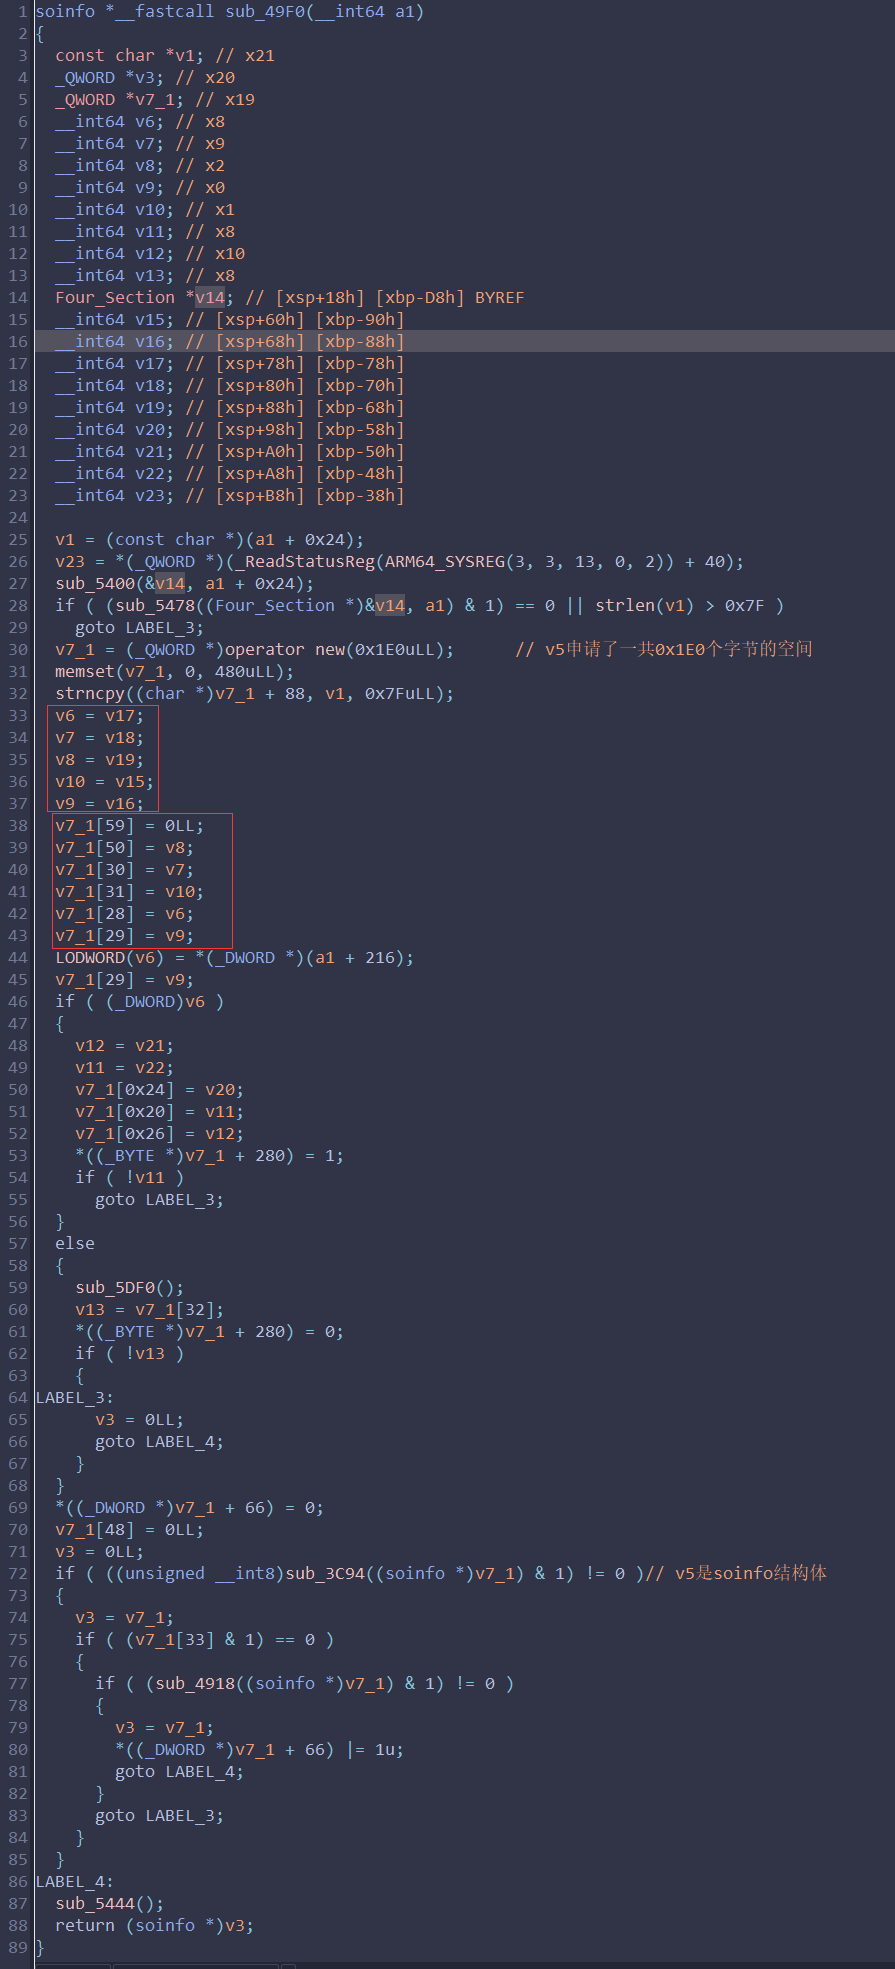 1 soinfo *__fastcall sub_49F0(__int64 a1)
2 {
3 const char *v1; // x21
4 _QWORD *v3; // x20
5 _QWORD *v7_1; // x19
6 __int64 v6; // x8
7 __int64 v7; // x9
8 __int64 v8; // x2
9 __int64 v9; // x0
10 __int64 v10; // x1
11 __int64 v11; // x8
12 __int64 v12; // x10
13 __int64 v13; // x8
14 Four_Section *v14; // [xsp+18h] [xbp-D8h] BYREF
15 __int64 v15; // [xsp+60h] [xbp-90h]
16 __int64 v16; // [xsp+68h] [xbp-88h]
17 __int64 v17; // [xsp+78h] [xbp-78h]
18 __int64 v18; // [xsp+80h] [xbp-70h]
19 __int64 v19; // [xsp+88h] [xbp-68h]
20 __int64 v20; // [xsp+98h] [xbp-58h]
21 __int64 v21; // [xsp+A0h] [xbp-50h]
22 __int64 v22; // [xsp+A8h] [xbp-48h]
23 __int64 v23; // [xsp+B8h] [xbp-38h]
24
25 v1 = (const char *)(a1 + 0x24);
26 v23 = *(_QWORD *)(_ReadStatusReg(ARM64_SYSREG(3, 3, 13, 0, 2)) + 40);
27 sub_5400(&v14, a1 + 0x24);
28 if ( (sub_5478((Four_Section *)&v14, a1) & 1) == 0 || strlen(v1) > 0x7F )
29 goto LABEL_3;
30 v7_1 = (_QWORD *)operator new(0x1E0uLL); // v5申请了一共0x1E0个字节的空间
31 memset(v7_1, 0, 480uLL);
32 strncpy((char *)v7_1 + 88, v1, 0x7FuLL);
33 v6 = v17;
34 v7 = v18;
35 v8 = v19;
36 v10 = v15;
37 v9 = v16;
38 v7_1[59] = 0LL;
39 v7_1[50] = v8;
40 v7_1[30] = v7;
41 v7_1[31] = v10;
42 v7_1[28] = v6;
43 v7_1[29] = v9;
44 LODWORD(v6) = *(_DWORD *)(a1 + 216);
45 v7_1[29] = v9;
46 if ( (_DWORD)v6 )
47 {
48 v12 = v21;
49 v11 = v22;
50 v7_1[0x24] = v20;
51 v7_1[0x20] = v11;
52 v7_1[0x26] = v12;
53 *((_BYTE *)v7_1 + 280) = 1;
54 if ( !v11 )
55 goto LABEL_3;
56 }
57 else
58 {
59 sub_5DF0();
60 v13 = v7_1[32];
61 *((_BYTE *)v7_1 + 280) = 0;
62 if ( !v13 )
63 {
64 LABEL_3:
65 v3 = 0LL;
66 goto LABEL_4;
67 }
68 }
69 *((_DWORD *)v7_1 + 66) = 0;
70 v7_1[48] = 0LL;
71 v3 = 0LL;
72 if ( ((unsigned __int8)sub_3C94((soinfo *)v7_1) & 1) != 0 )// v5是soinfo结构体
73 {
74 v3 = v7_1;
75 if ( (v7_1[33] & 1) == 0 )
76 {
77 if ( (sub_4918((soinfo *)v7_1) & 1) != 0 )
78 {
79 v3 = v7_1;
80 *((_DWORD *)v7_1 + 66) |= 1u;
81 goto LABEL_4;
82 }
83 goto LABEL_3;
84 }
85 }
86 LABEL_4:
87 sub_5444();
88 return (soinfo *)v3;
89 }